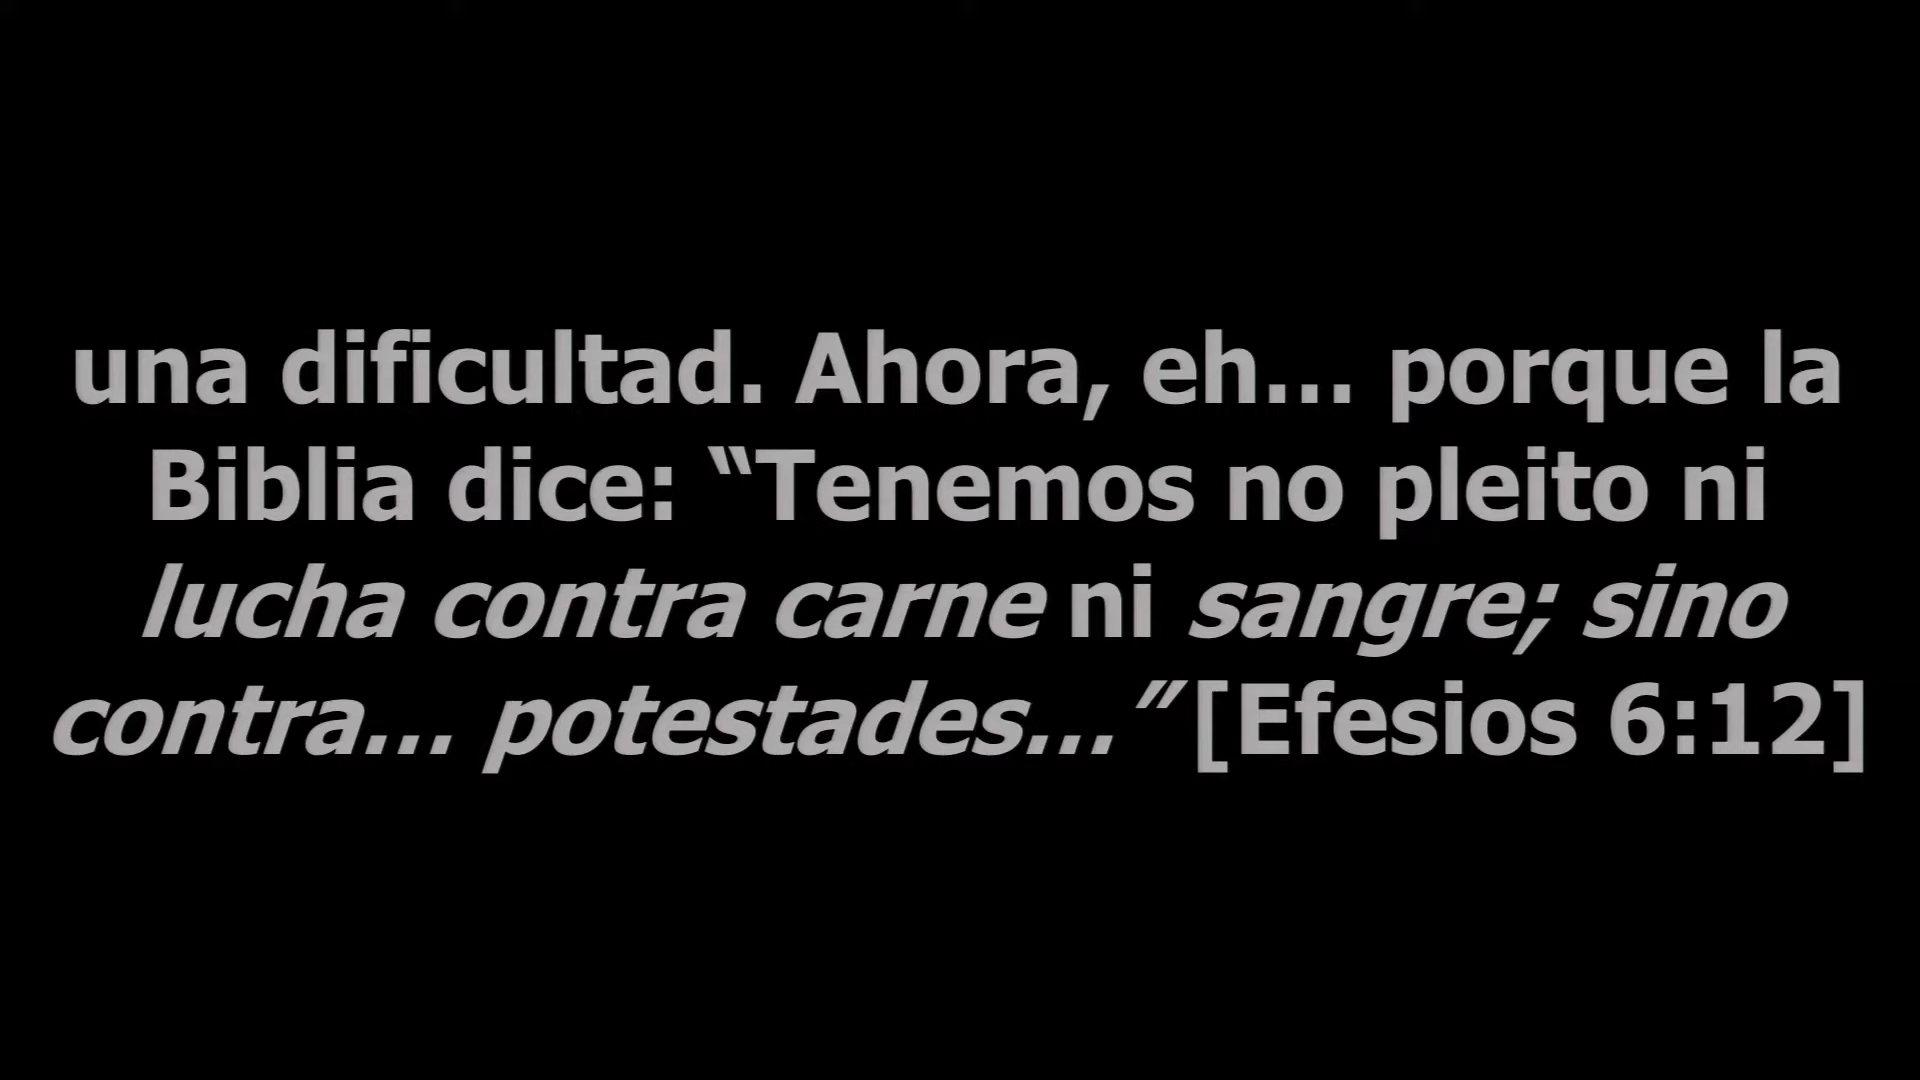 una dificultad. Ahora, eh… porque la
Biblia dice: “Tenemos no pleito ni
lucha contra carne ni sangre; sino
contra… potestades…” [Efesios 6:12]